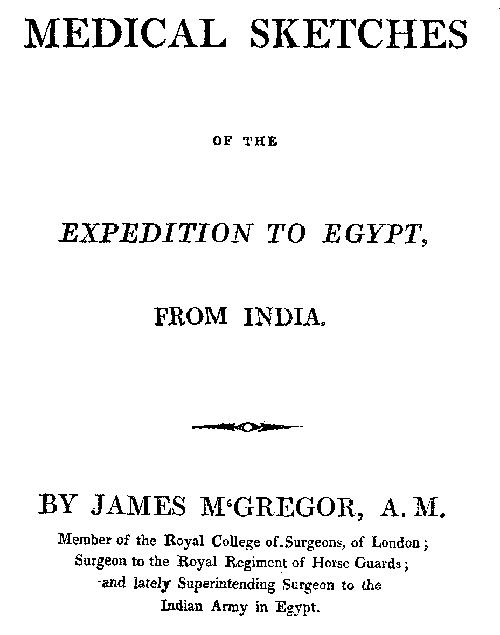 MEDICAL SKETCHES
OF THE
EXPEDITION TO EGYPT,
FROM INDIA.
BY JAMES M‘GREGOR, A. M.
Member of the Royal College of Surgeons, of London;
Surgeon to the Royal Regiment of Horse Guards;
and lately Superintending Surgeon to the
Indian Army in Egypt.